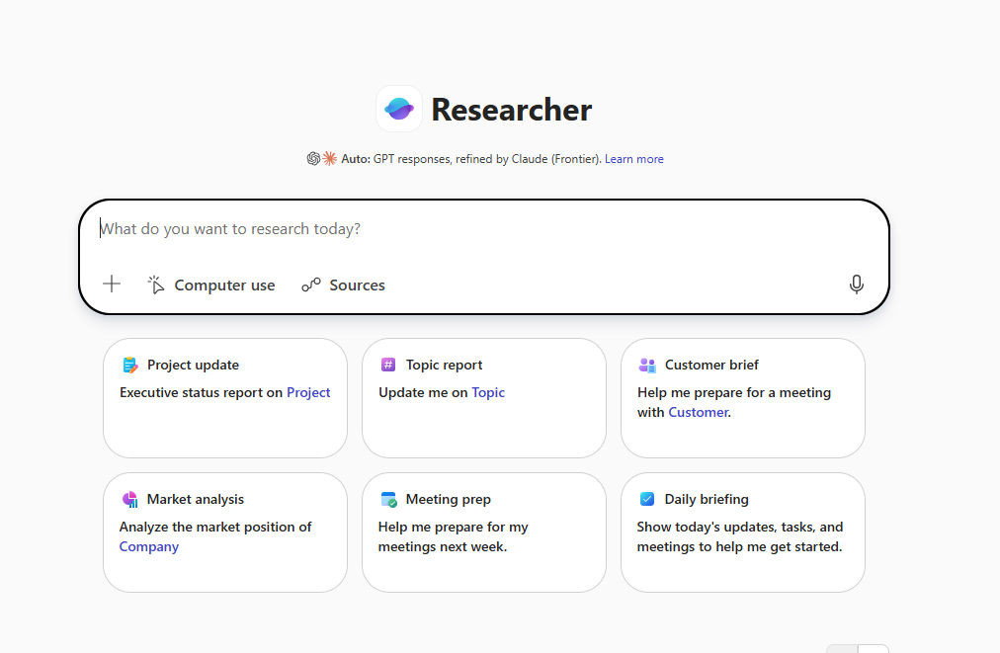 Researcher
Auto: GPT responses, refined by Claude (Frontier). Learn more
What do you want to research today?
Computer use
Sources
Project update
Executive status report on Project
Topic report
Update me on Topic
Customer brief
Help me prepare for a meeting
with Customer.
Market analysis
Analyze the market position of
Company
Meeting prep
Help me prepare for my
meetings next week.
Daily briefing
Show today's updates, tasks, and
meetings to help me get started.